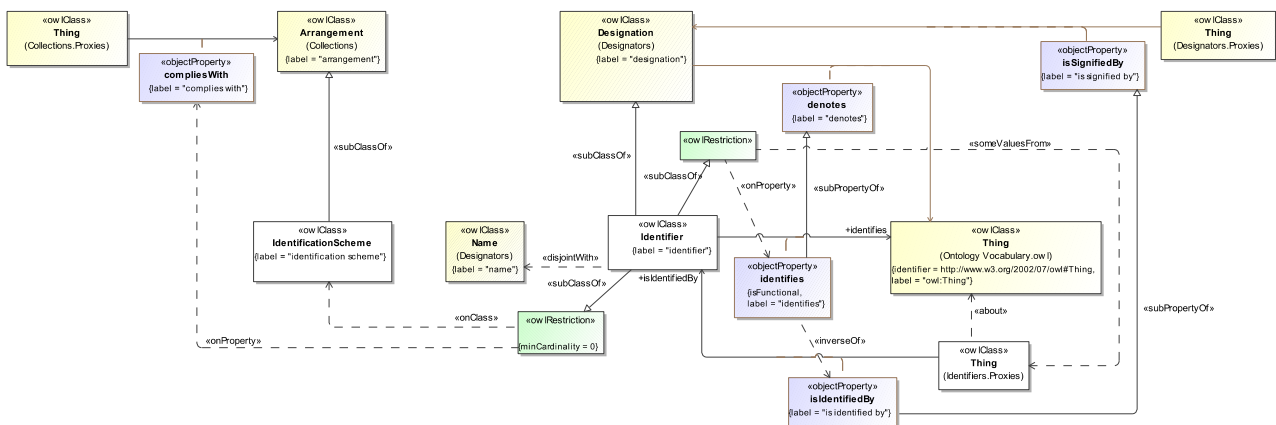 «owlClass»
Thing
(Collections.Proxies)
«owlClass»
Arrangement
(Collections)
{label = "arrangement"}
«objectProperty»
compliesWith
{label = "complies with"}
«owlClass»
Designation
(Designators)
{label = "designation"}
«owlClass»
Thing
(Designators.Proxies)
«objectProperty»
isSignifiedBy
{label = "is signified by"}
«objectProperty»
denotes
{label = "denotes"}
«owlRestriction»
«someValuesFrom»
«subClassOf»
«subClassOf»
«subClassOf»
«onProperty»
«subPropertyOf»
«owlClass»
IdentificationScheme
{label = "identification scheme"}
«owlClass»
Name
(Designators)
{label = "name"}
«owlClass»
Identifier
{label = "identifier"}
+identifies
«owlClass»
Thing
(Ontology Vocabulary.owl)
{identifier = http://www.w3.org/2002/07/owl#Thing,
label = "owl:Thing"}
«disjointWith»
+isIdentifiedBy
«subClassOf»
«objectProperty»
identifies
{isFunctional,
label = "identifies"}
«about»
«subPropertyOf»
«onClass»
«owlRestriction»
{minCardinality = 0}
«onProperty»
«inverseOf»
«owlClass»
Thing
(Identifiers.Proxies)
«objectProperty»
isIdentifiedBy
{label = "is identified by"}